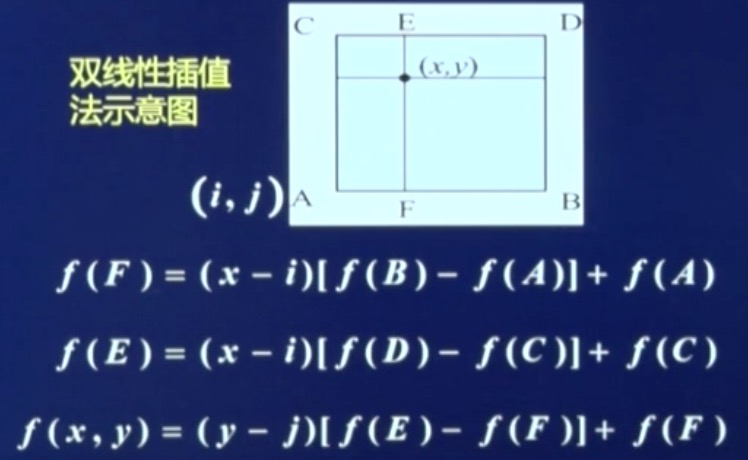 C E D
双线性插值
法示意图
(x,y)
(i, j) A F B
f(F) = (x − i)[f(B) − f(A)] + f(A)
f(E) = (x − i)[f(D) − f(C)] + f(C)
f(x, y) = (y − j)[f(E) − f(F)] + f(F)